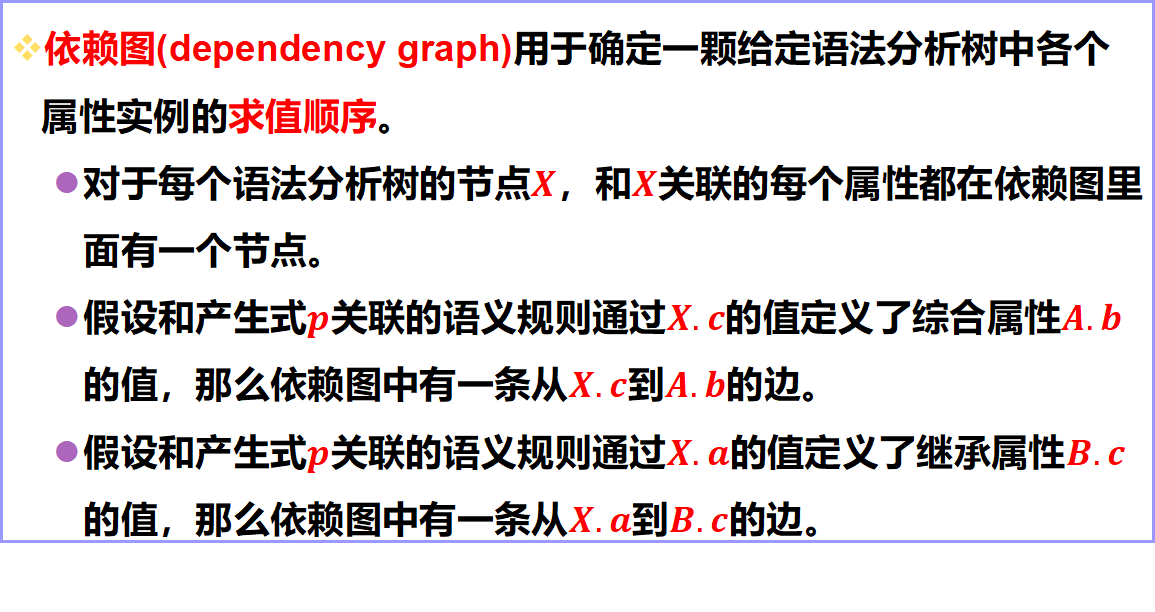 依赖图(dependency graph)用于确定一颗给定语法分析树中各个
属性实例的求值顺序。
对于每个语法分析树的节点X，和X关联的每个属性都在依赖图里
面有一个节点。
假设和产生式p关联的语义规则通过X.c的值定义了综合属性A.b
的值，那么依赖图中有一条从X.c到A.b的边。
假设和产生式p关联的语义规则通过X.a的值定义了继承属性B.c
的值，那么依赖图中有一条从X.a到B.c的边。